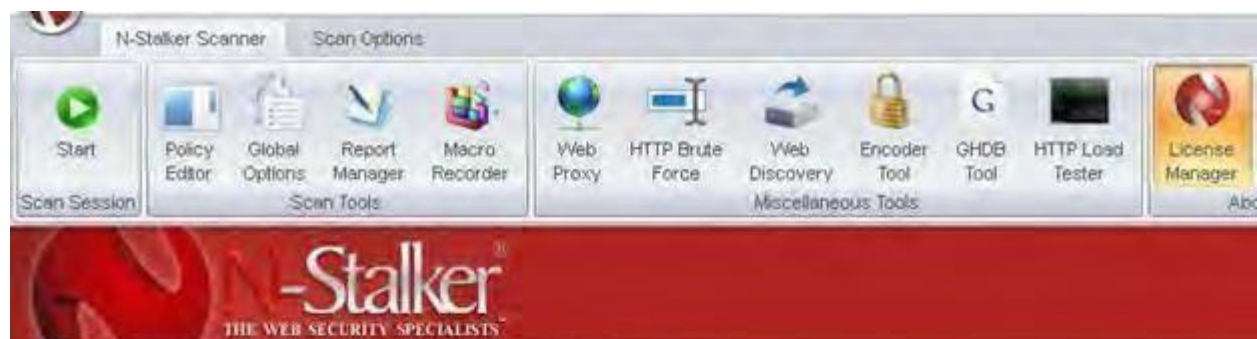 N-Stalker Scanner Scan Options
Start Policy Global Report Macro Web HTTP Brute Web Encoder GHDB HTTP Load License
Editor Options Manager Recorder Proxy Force Discovery Tool Tool Tester Manager
Scan Session Scan Tools Miscellaneous Tools Abo
N-Stalker®
THE WEB SECURITY SPECIALISTS